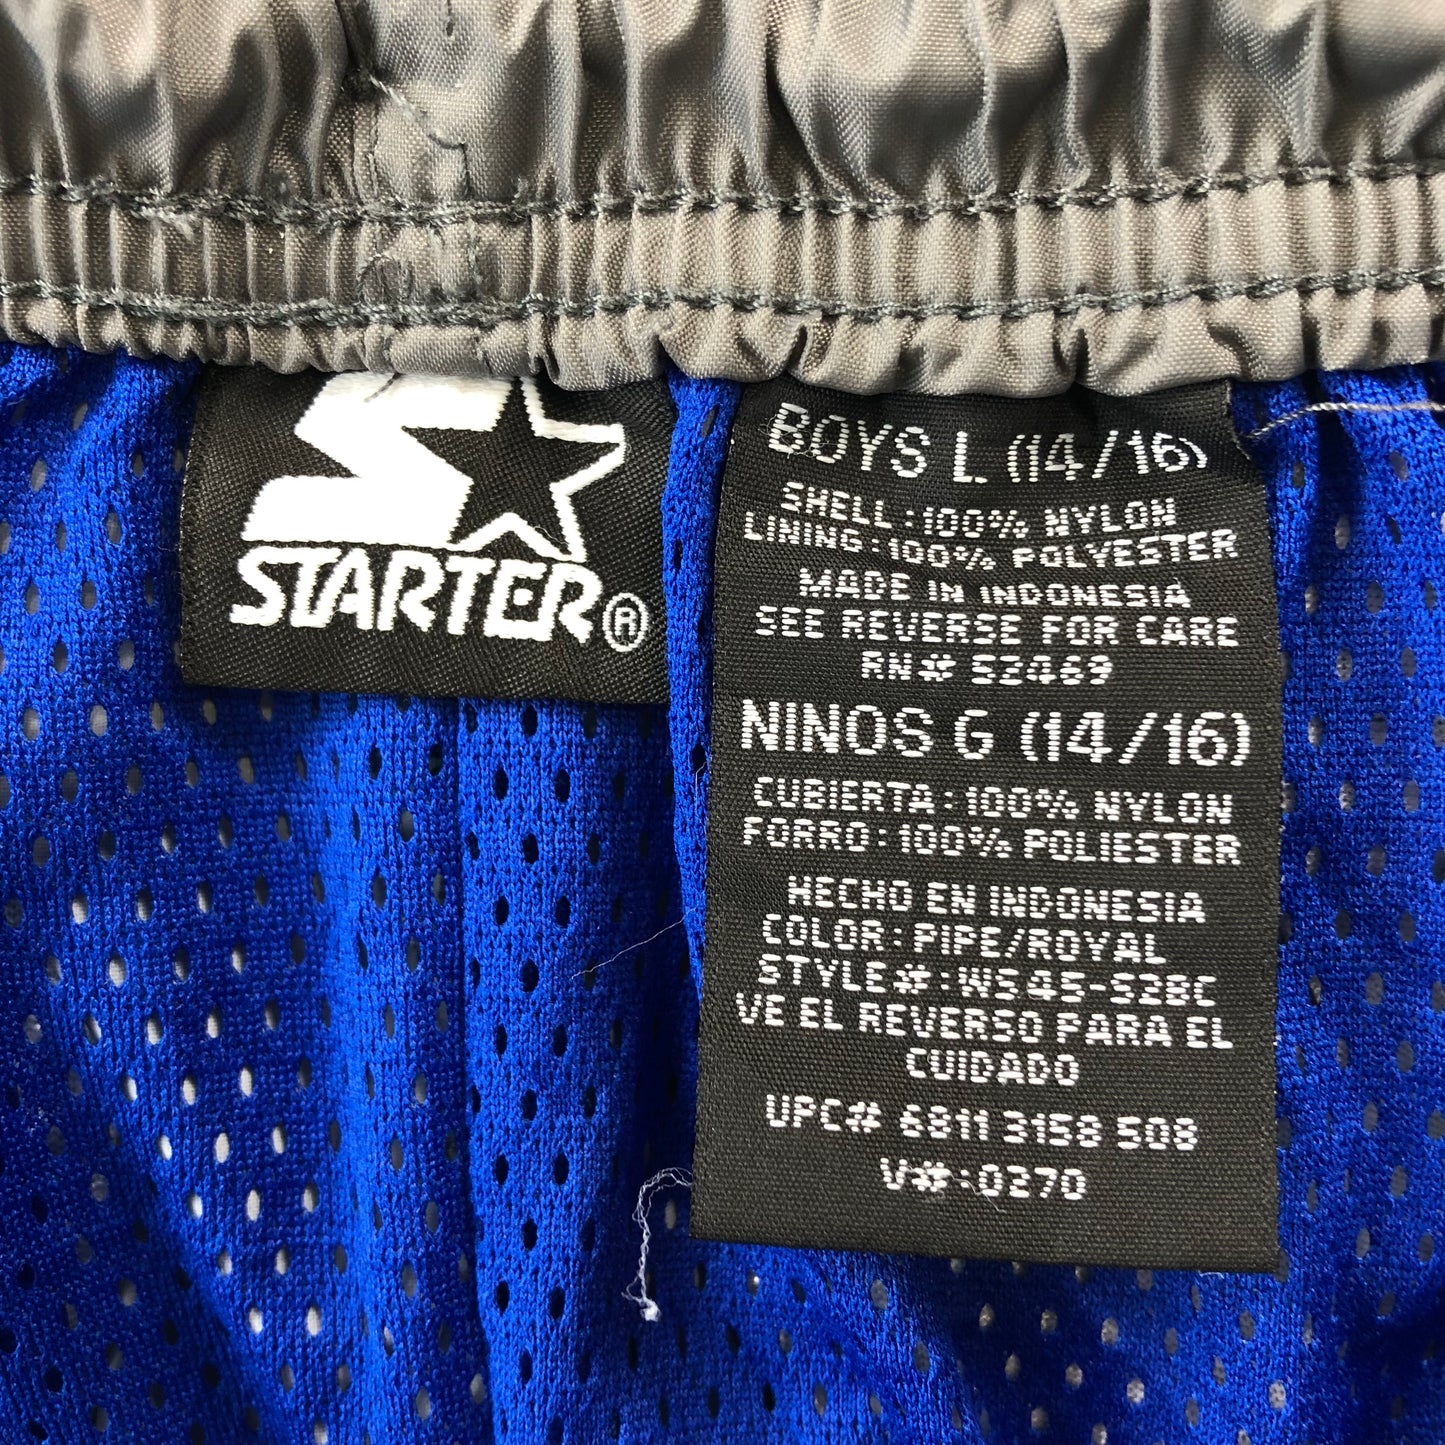 STARTER®
BOYS L (14/16)
SHELL: 100% NYLON
LINING: 100% POLYESTER
MADE IN INDONESIA
SEE REVERSE FOR CARE
RN# 52469
NINOS G (14/16)
CUBIERTA: 100% NYLON
FORRO: 100% POLIESTER
HECHO EN INDONESIA
COLOR: PIPE/ROYAL
STYLE#: WS45-S28C
VE EL REVERSO PARA EL
CUIDADO
UPC# 6811 3158 508
V#:0270